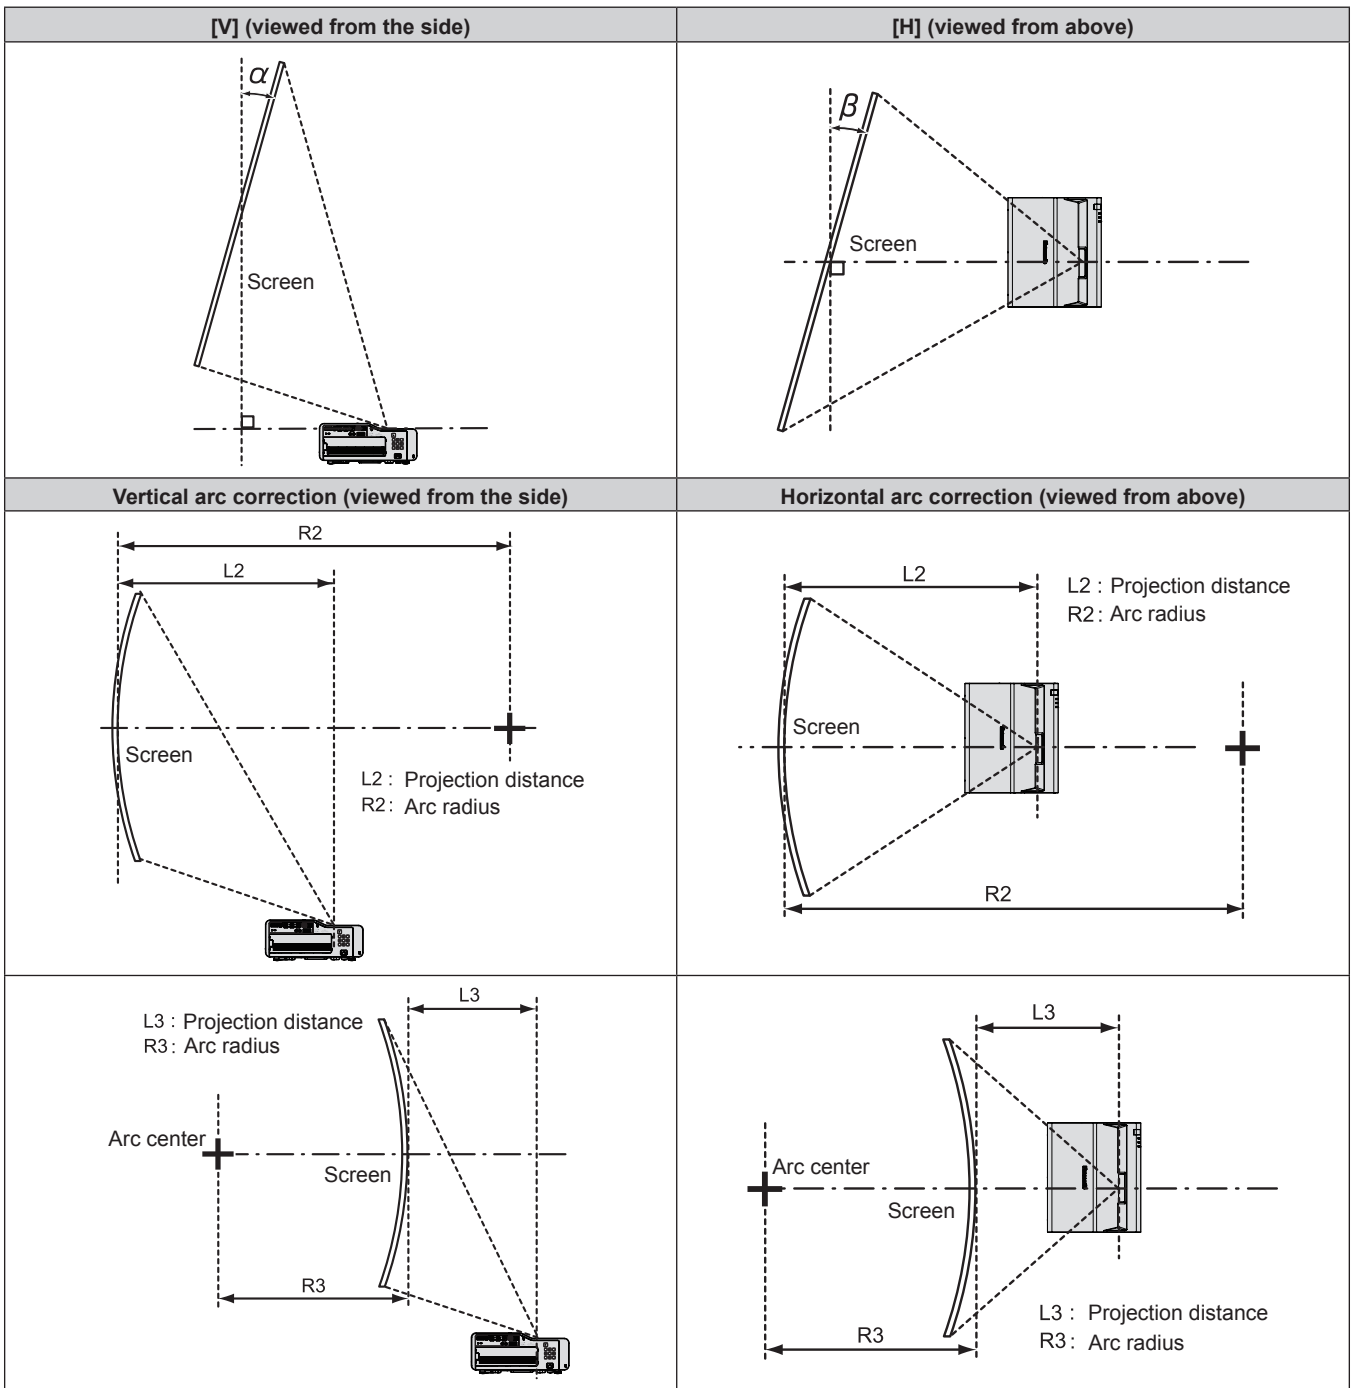 [V] (viewed from the side)
[H] (viewed from above)
α
Screen
β
Screen
Vertical arc correction (viewed from the side)
Horizontal arc correction (viewed from above)
R2
L2
Screen
L2 : Projection distance
R2 : Arc radius
L2
L2 : Projection distance
R2 : Arc radius
Screen
R2
L3
L3 : Projection distance
R3 : Arc radius
Arc center
Screen
R3
L3
Arc center
Screen
R3
L3 : Projection distance
R3 : Arc radius